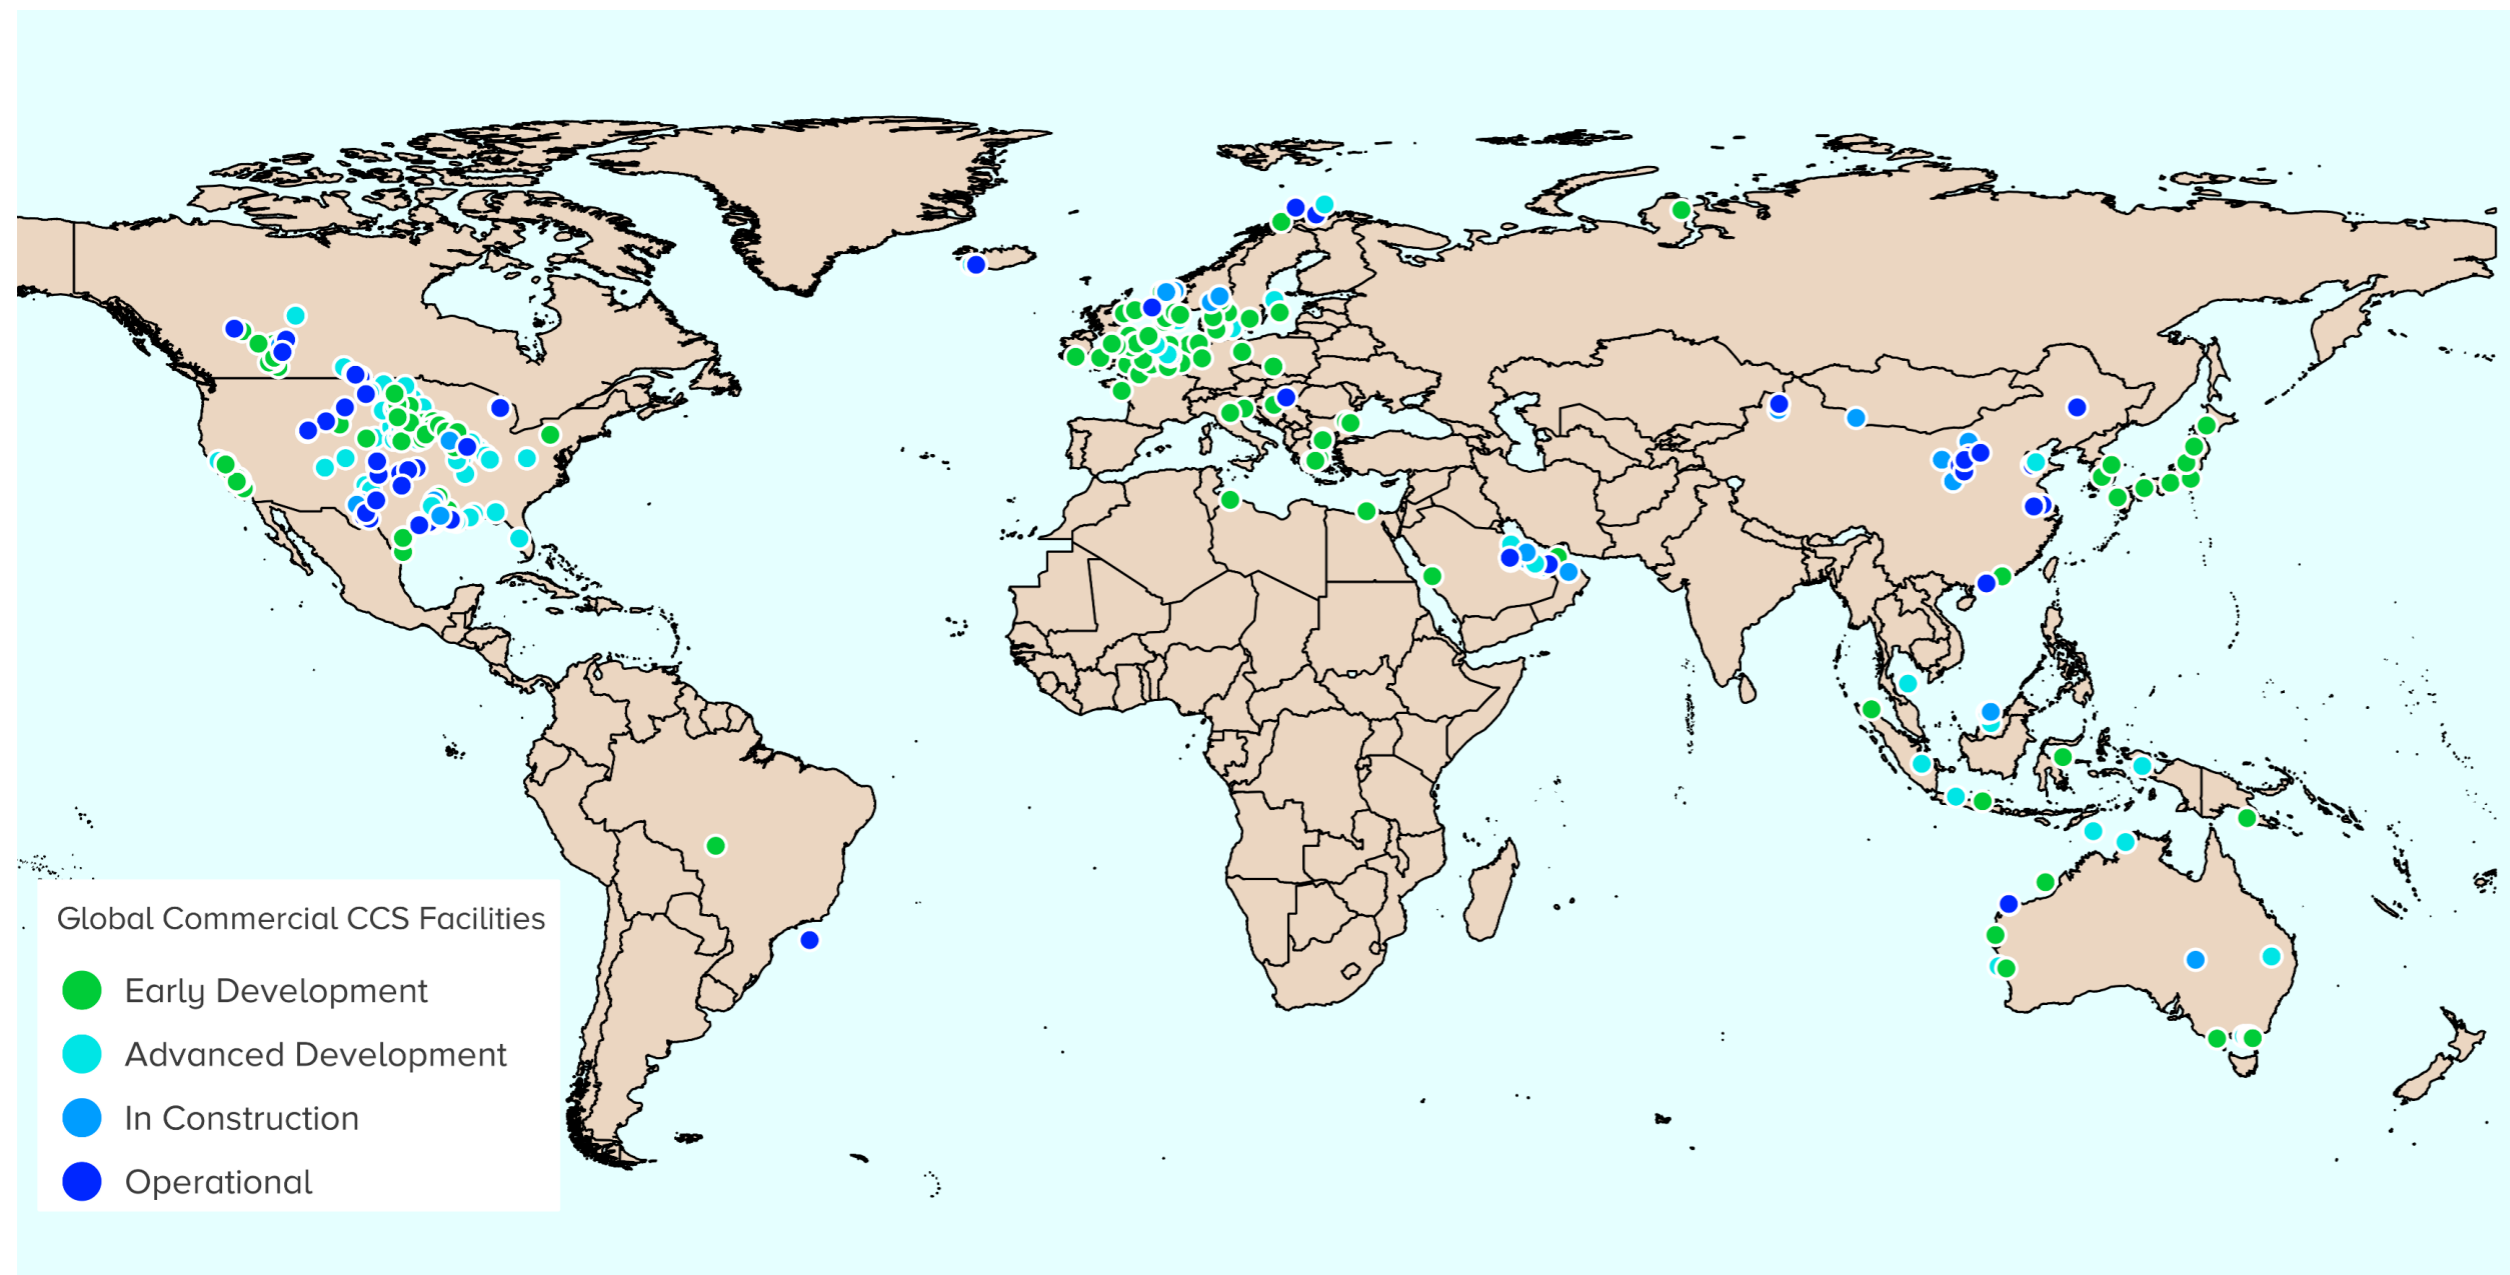 Global Commercial CCS Facilities
Early Development
Advanced Development
In Construction
Operational